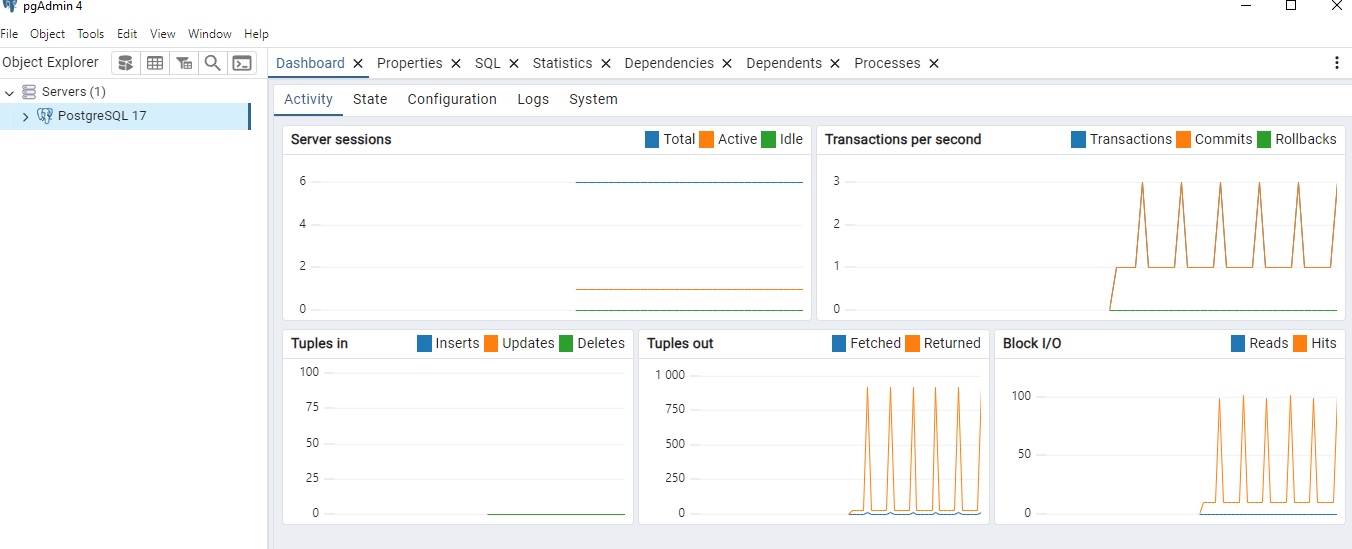 pgAdmin 4
File Object Tools Edit View Window Help
Object Explorer
Dashboard Properties SQL Statistics Dependencies Dependents Processes
Servers (1)
PostgreSQL 17
Activity State Configuration Logs System
Server sessions Total Active Idle
6
4
2
0
Transactions per second Transactions Commits Rollbacks
3
2
1
0
Tuples in Inserts Updates Deletes
100
75
50
25
0
Tuples out Fetched Returned
1 000
750
500
250
0
Block I/O Reads Hits
100
50
0